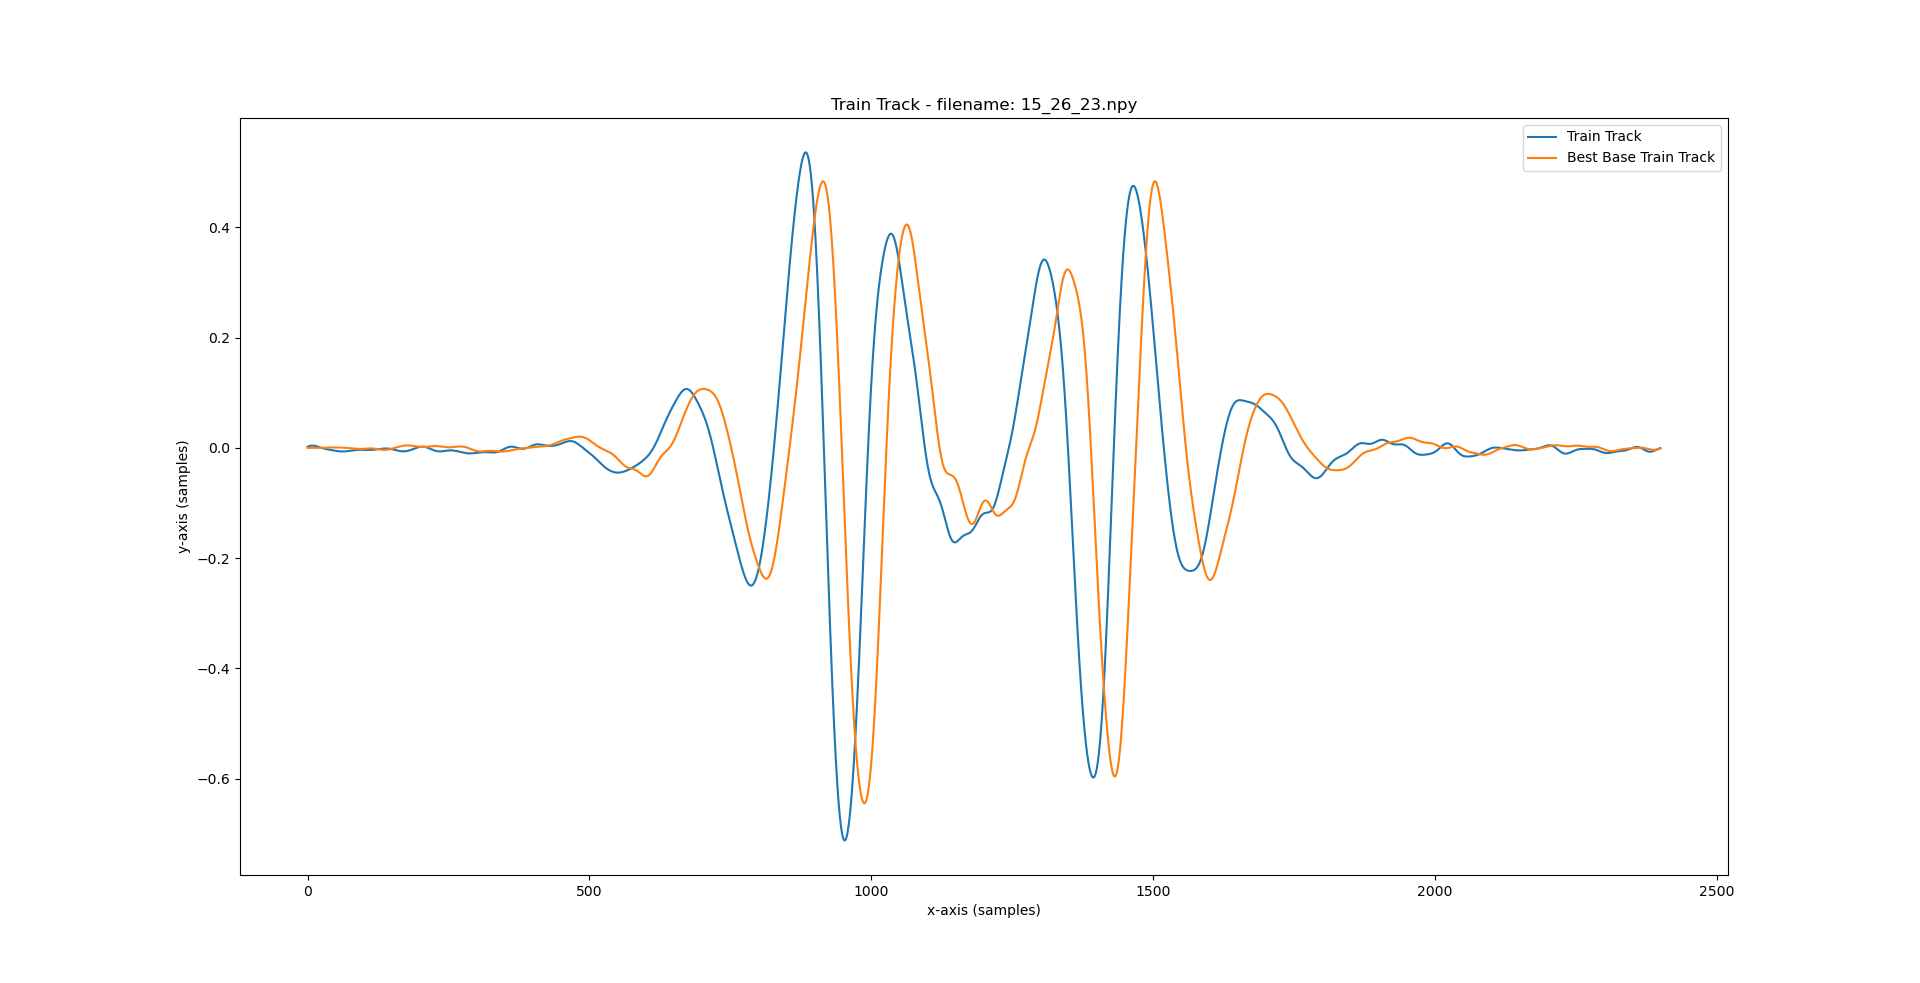 Train Track - filename: 15_26_23.npy
Train Track
Best Base Train Track
0.4
0.2
0.0
−0.2
−0.4
−0.6
y-axis (samples)
0 500 1000 1500 2000 2500
x-axis (samples)